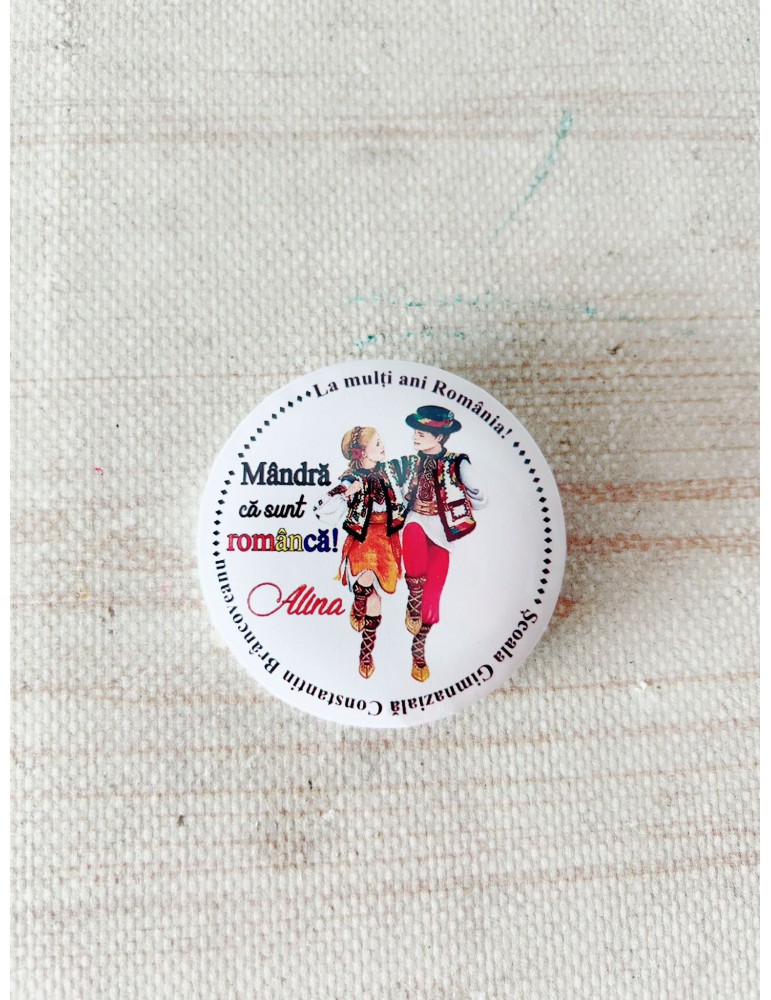 La mulți ani România!
Mândră
că sunt
româncă!
Alina
Școala Gimnazială Constantin Brâncoveanu